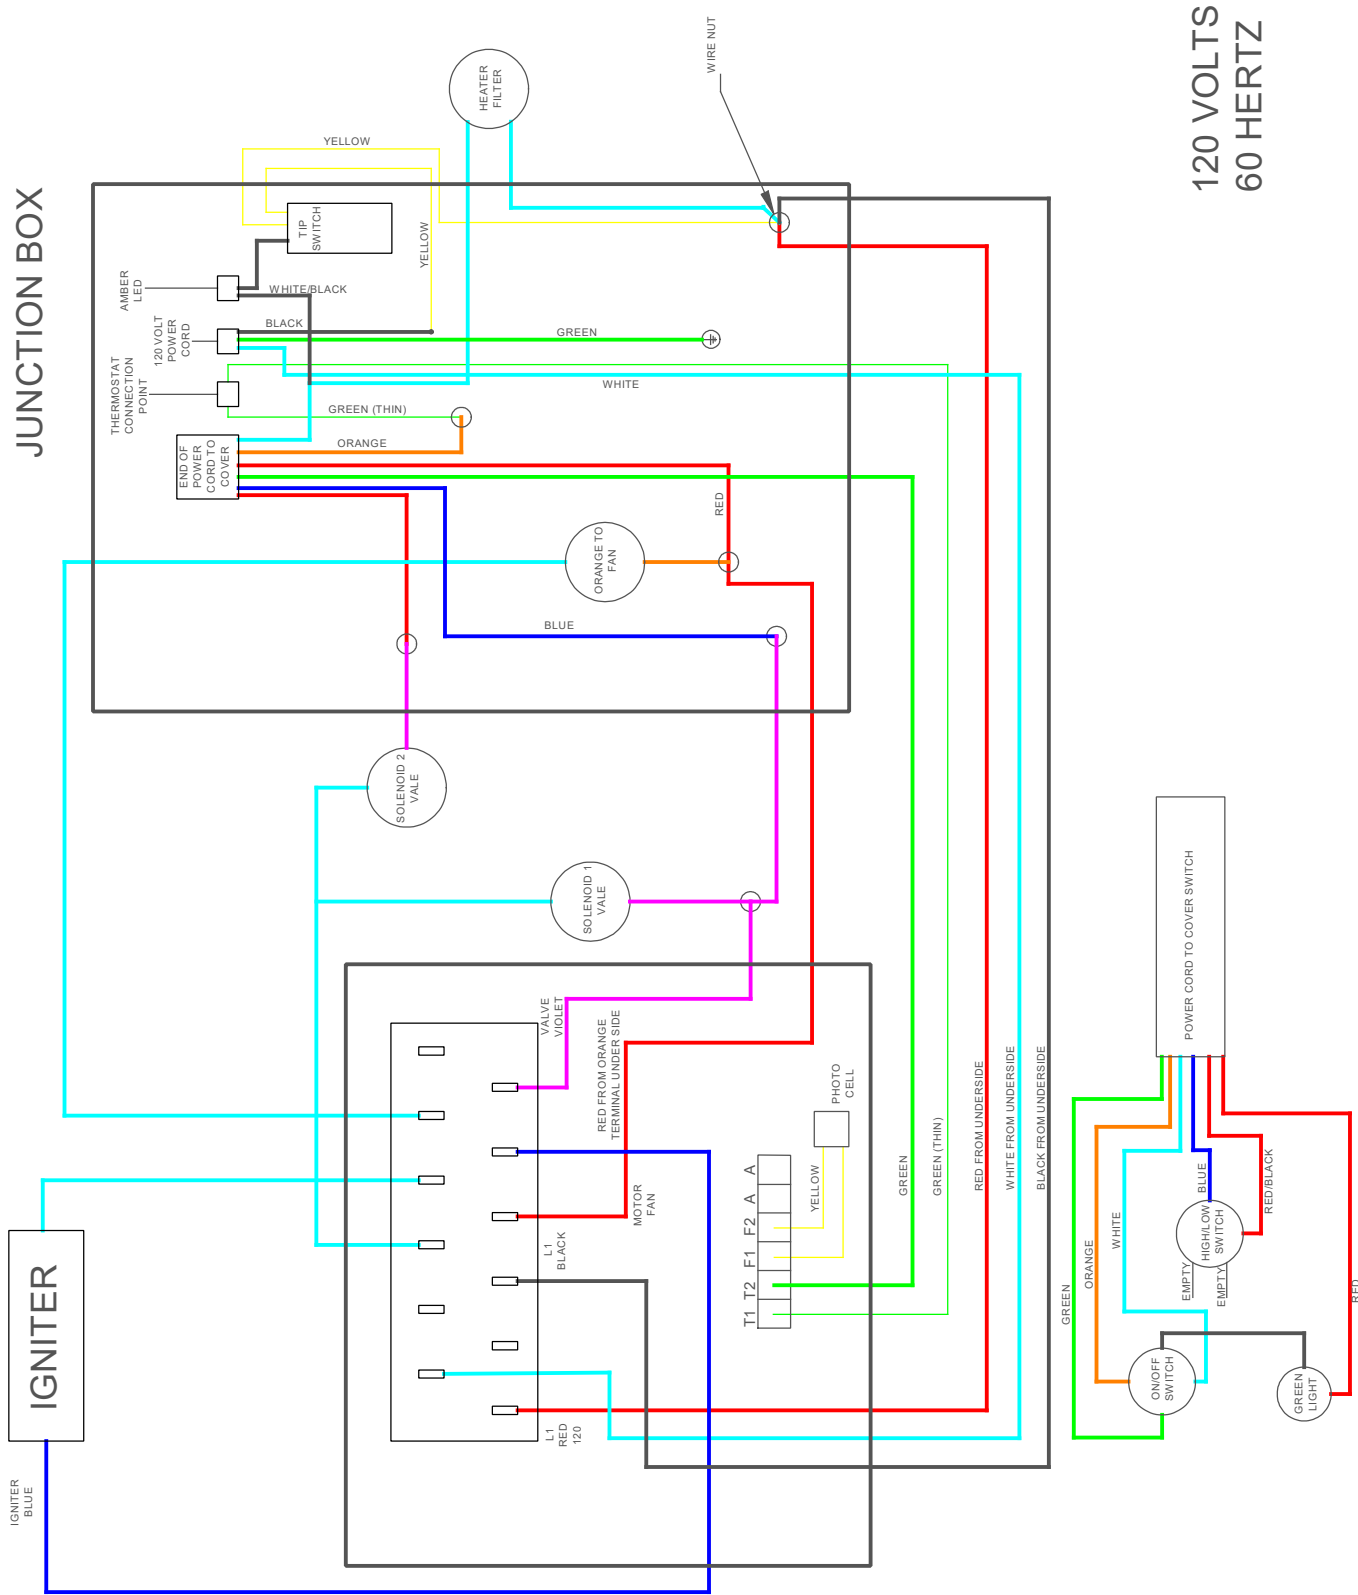 JUNCTION BOX
120 VOLTS
60 HERTZ
WIRE NUT
HEATER
FILTER
YELLOW
TIP
SWITCH
YELLOW
AMBER
LED
WHITE/BLACK
120 VOLT
POWER
CORD
BLACK
GREEN
THERMOSTAT
CONNECTION
POINT
WHITE
GREEN (THIN)
ORANGE
END OF
POWER
CORD TO
COVER
RED
ORANGE TO
FAN
BLUE
SOLENOID 2
VALE
SOLENOID 1
VALE
VALVE
VIOLET
RED FROM ORANGE
TERMINAL UNDER SIDE
MOTOR
FAN
L1
BLACK
L1
RED
120
PHOTO
CELL
YELLOW
T1 T2 F1 F2 A A
GREEN
GREEN (THIN)
RED FROM UNDERSIDE
WHITE FROM UNDERSIDE
BLACK FROM UNDERSIDE
IGNITER
IGNITER
BLUE
POWER CORD TO COVER SWITCH
GREEN
ORANGE
WHITE
BLUE
RED/BLACK
RED
HIGH/LOW
SWITCH
EMPTY
EMPTY
ON/OFF
SWITCH
GREEN
LIGHT